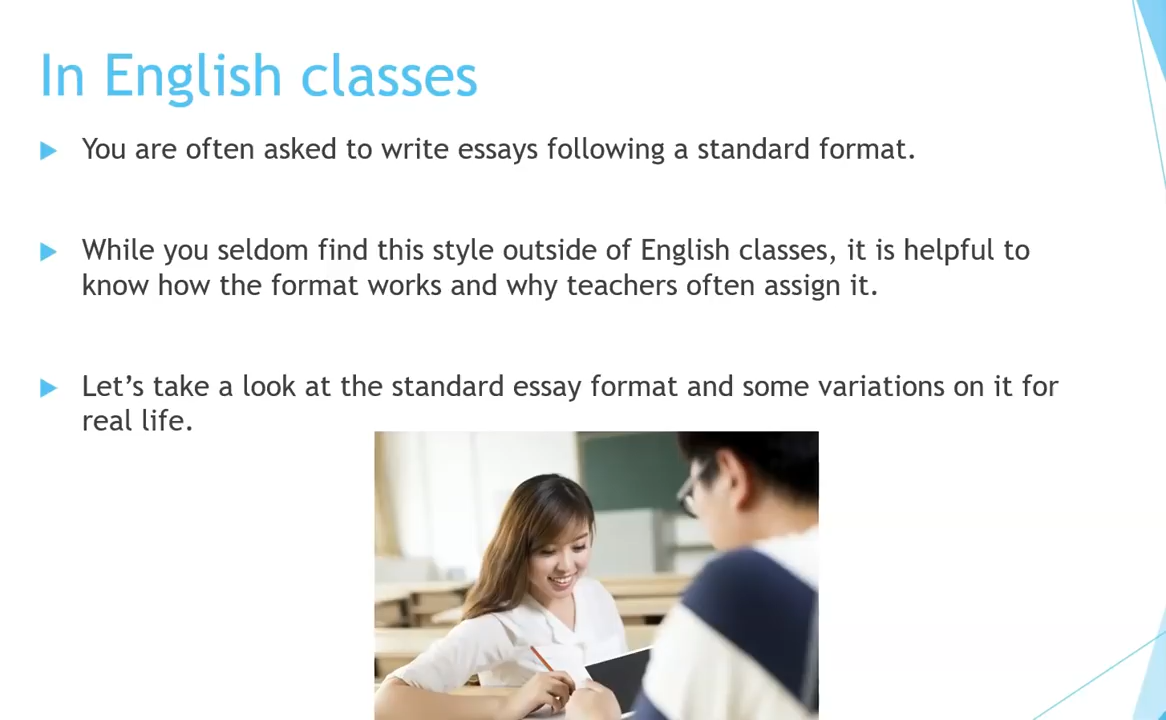 In English classes
You are often asked to write essays following a standard format.
While you seldom find this style outside of English classes, it is helpful to
know how the format works and why teachers often assign it.
Let’s take a look at the standard essay format and some variations on it for
real life.